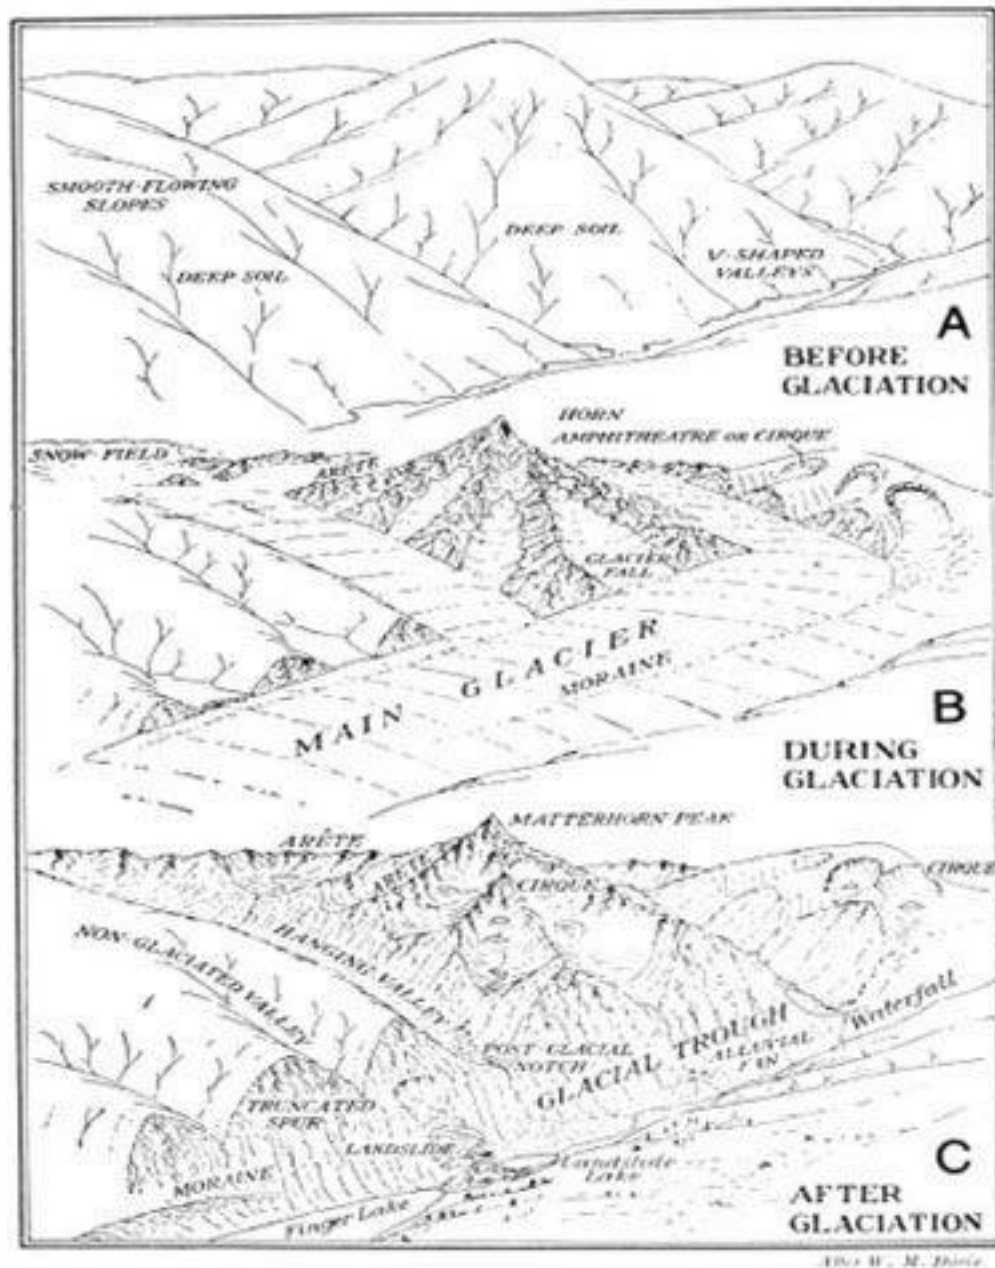 SMOOTH-FLOWING
SLOPES
DEEP SOIL
DEEP SOIL
V-SHAPED
VALLEYS
A
BEFORE
GLACIATION
HORN
AMPHITHEATRE OR CIRQUE
SNOW-FIELD
ARÊTE
GLACIER
FALL
MAIN GLACIER
MORAINE
B
DURING
GLACIATION
MATTERHORN PEAK
ARÊTE
ARÊTE
CIRQUE
CIRQUE
HANGING VALLEY
NON-GLACIATED VALLEY
Waterfall
POST GLACIAL
NOTCH
GLACIAL TROUGH
ALLUVIAL
FAN
TRUNCATED
SPUR
LANDSLIDE
Landslide
Lake
MORAINE
Finger Lake
C
AFTER
GLACIATION
After W. M. Davis